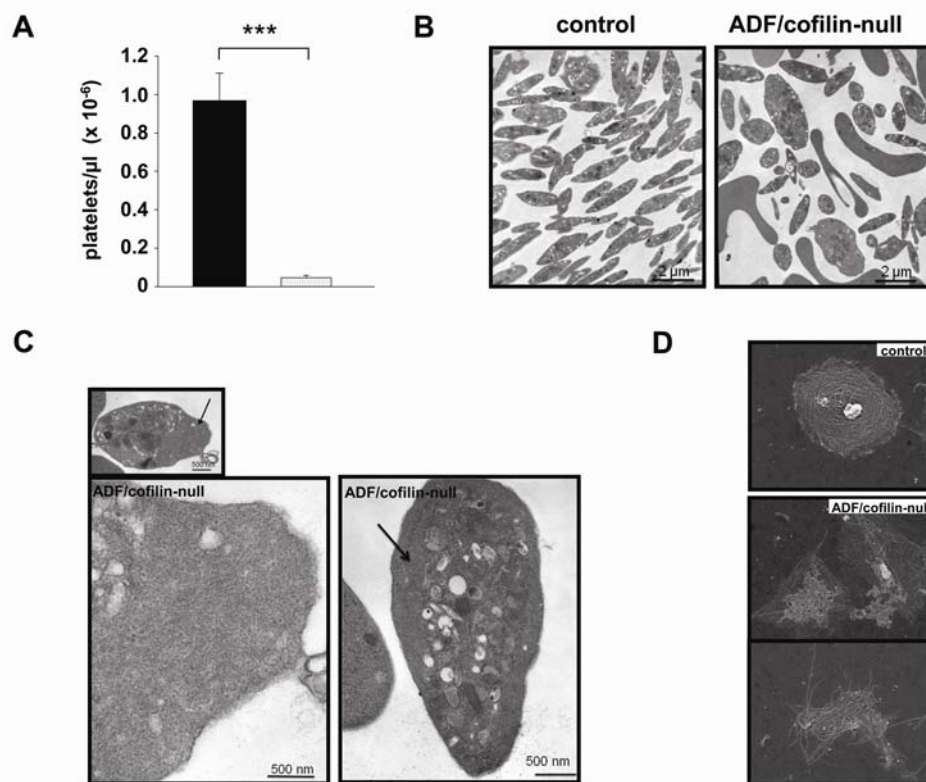 A
***
platelets/µl (x 10⁻⁶)
1.2
1.0
0.8
0.6
0.4
0.2
0
B
control
ADF/cofilin-null
2 µm
2 µm
C
500 nm
ADF/cofilin-null
500 nm
ADF/cofilin-null
500 nm
D
control
ADF/cofilin-null